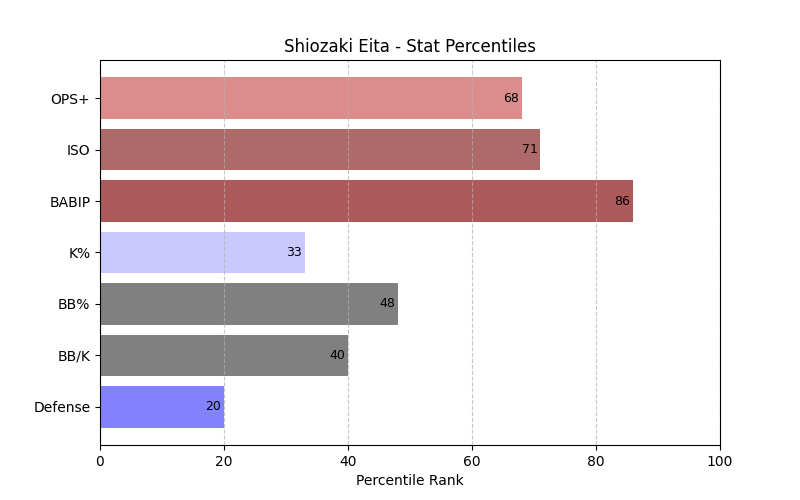 Shiozaki Eita - Stat Percentiles
OPS+ 68
ISO 71
BABIP 86
K% 33
BB% 48
BB/K 40
Defense 20
0 20 40 60 80 100
Percentile Rank